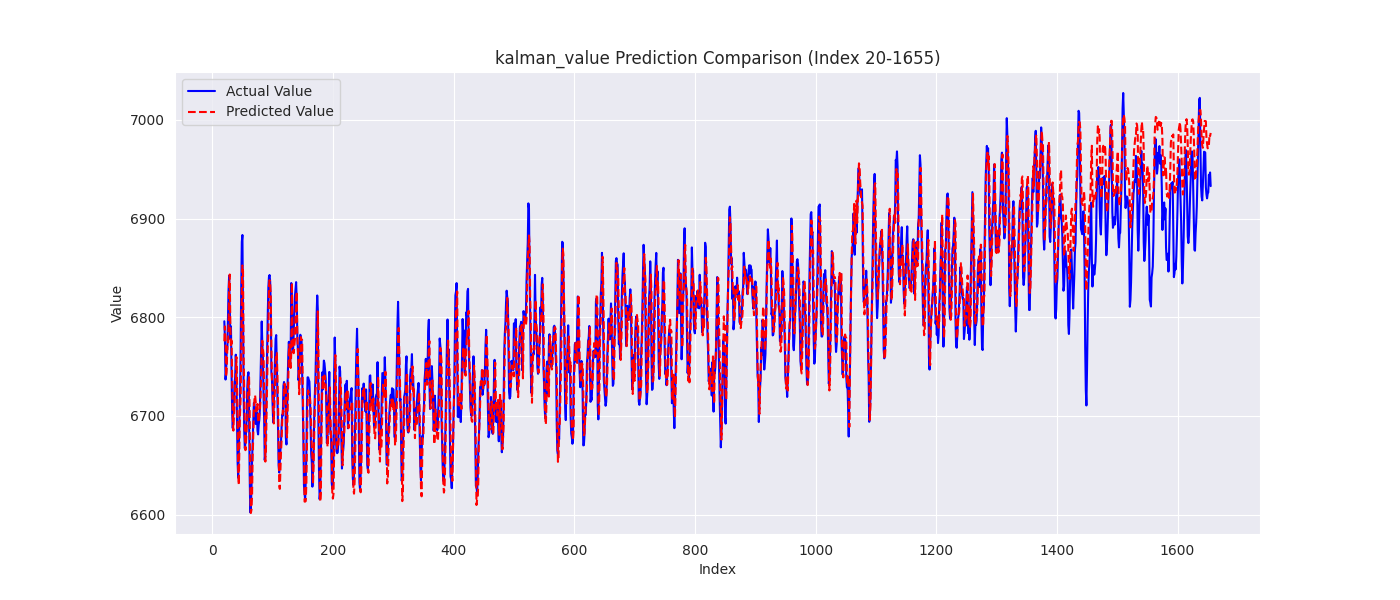 kalman_value Prediction Comparison (Index 20-1655)
Actual Value
Predicted Value
7000
6900
6800
6700
6600
Value
0 200 400 600 800 1000 1200 1400 1600
Index